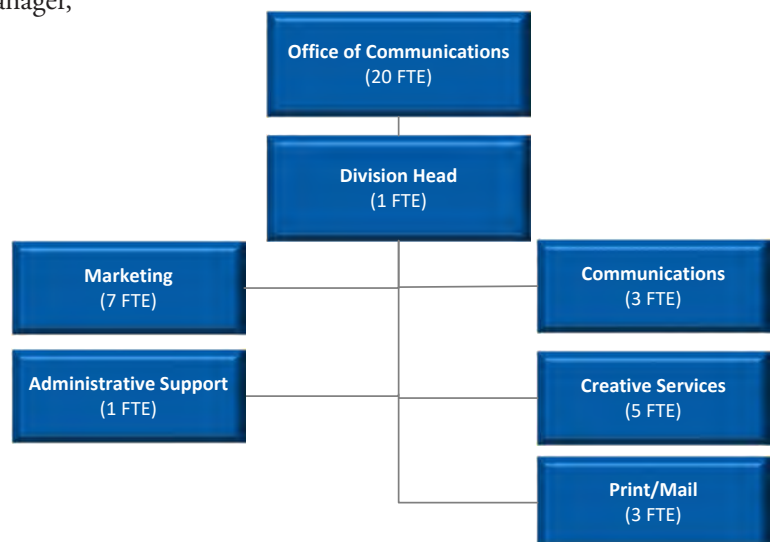 anager,
Office of Communications
(20 FTE)
Division Head
(1 FTE)
Marketing
(7 FTE)
Communications
(3 FTE)
Administrative Support
(1 FTE)
Creative Services
(5 FTE)
Print/Mail
(3 FTE)